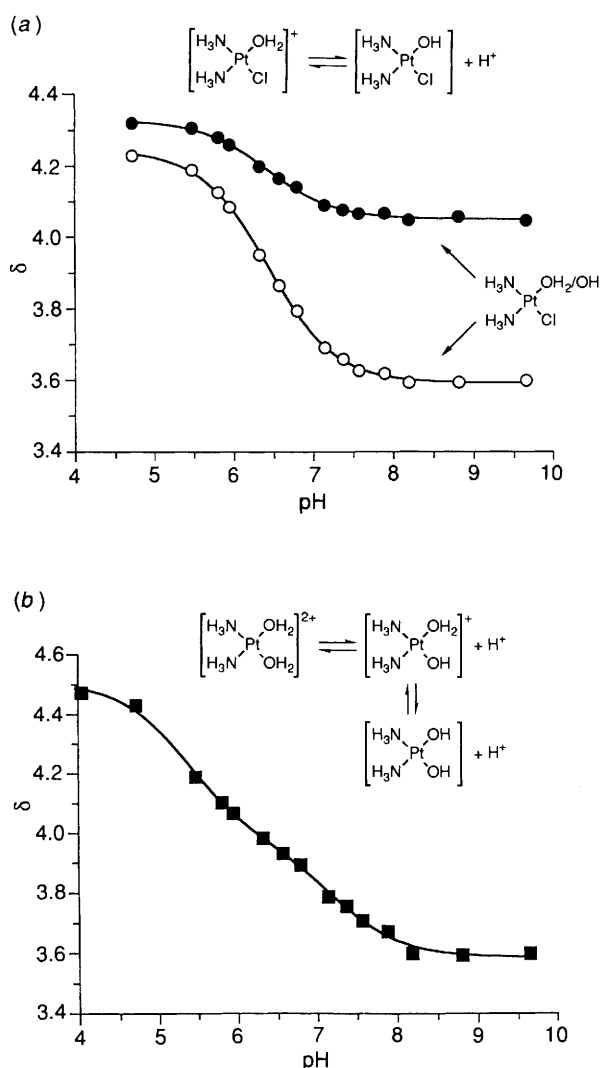 (a)
[H₃N OH₂ Pt H₃N Cl]⁺ ⇌ [H₃N OH Pt H₃N Cl] + H⁺
4.4
4.2
4.0
3.8
3.6
3.4
δ
H₃N OH₂/OH
Pt
H₃N Cl
4 5 6 7 8 9 10
pH
(b)
[H₃N OH₂ Pt H₃N OH₂]²⁺ ⇌ [H₃N OH₂ Pt H₃N OH]⁺ + H⁺
⇌
[H₃N OH Pt H₃N OH] + H⁺
4.6
4.4
4.2
4.0
3.8
3.6
3.4
δ
4 5 6 7 8 9 10
pH